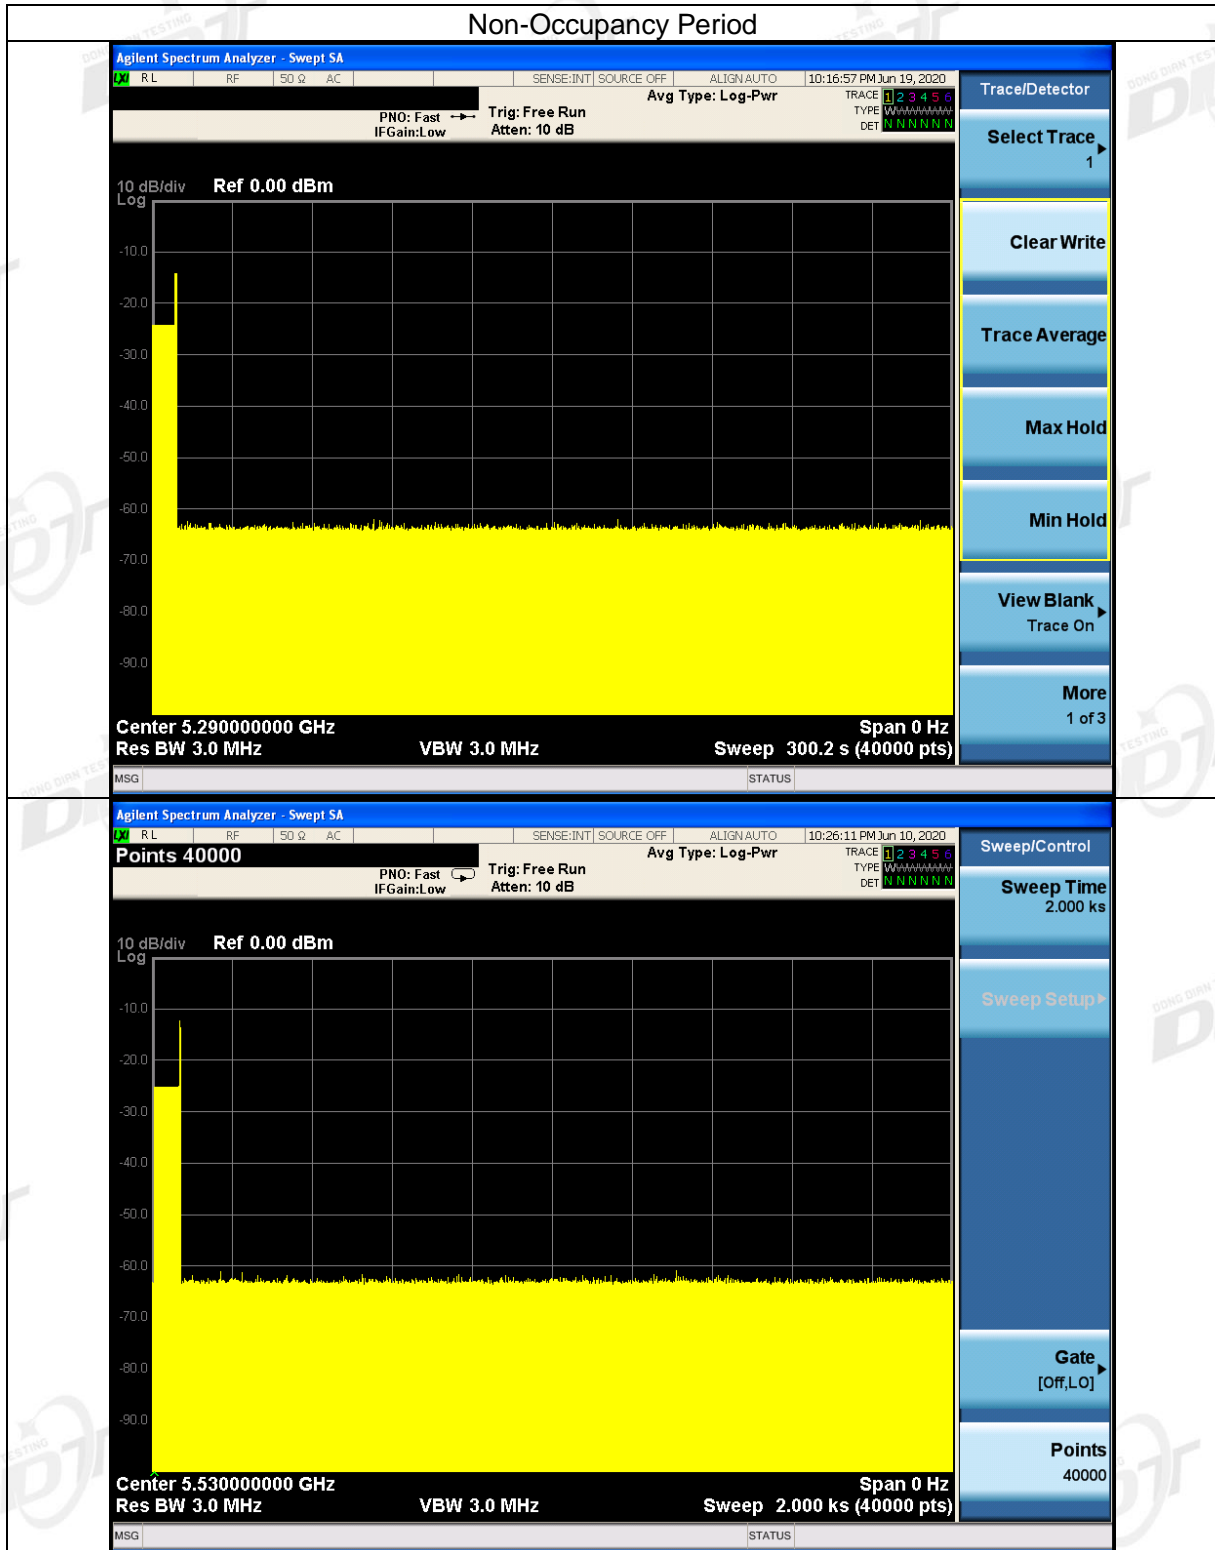 Non-Occupancy Period
Agilent Spectrum Analyzer - Swept SA
LXI RL RF 50 Ω AC SENSE:INT SOURCE OFF ALIGN AUTO 10:16:57 PM Jun 19, 2020
Avg Type: Log-Pwr TRACE 1 2 3 4 5 6
PNO: Fast Trig: Free Run TYPE WWWWWW
IFGain:Low Atten: 10 dB DET N N N N N N
10 dB/div Ref 0.00 dBm
Log
-10.0
-20.0
-30.0
-40.0
-50.0
-60.0
-70.0
-80.0
-90.0
Center 5.290000000 GHz Span 0 Hz
Res BW 3.0 MHz VBW 3.0 MHz Sweep 300.2 s (40000 pts)
MSG STATUS
Trace/Detector
Select Trace
1
Clear Write
Trace Average
Max Hold
Min Hold
View Blank
Trace On
More
1 of 3
Agilent Spectrum Analyzer - Swept SA
LXI RL RF 50 Ω AC SENSE:INT SOURCE OFF ALIGN AUTO 10:26:11 PM Jun 10, 2020
Points 40000 Avg Type: Log-Pwr TRACE 1 2 3 4 5 6
PNO: Fast Trig: Free Run TYPE WWWWWW
IFGain:Low Atten: 10 dB DET N N N N N N
10 dB/div Ref 0.00 dBm
Log
-10.0
-20.0
-30.0
-40.0
-50.0
-60.0
-70.0
-80.0
-90.0
Center 5.530000000 GHz Span 0 Hz
Res BW 3.0 MHz VBW 3.0 MHz Sweep 2.000 ks (40000 pts)
MSG STATUS
Sweep/Control
Sweep Time
2.000 ks
Sweep Setup
Gate
[Off,LO]
Points
40000